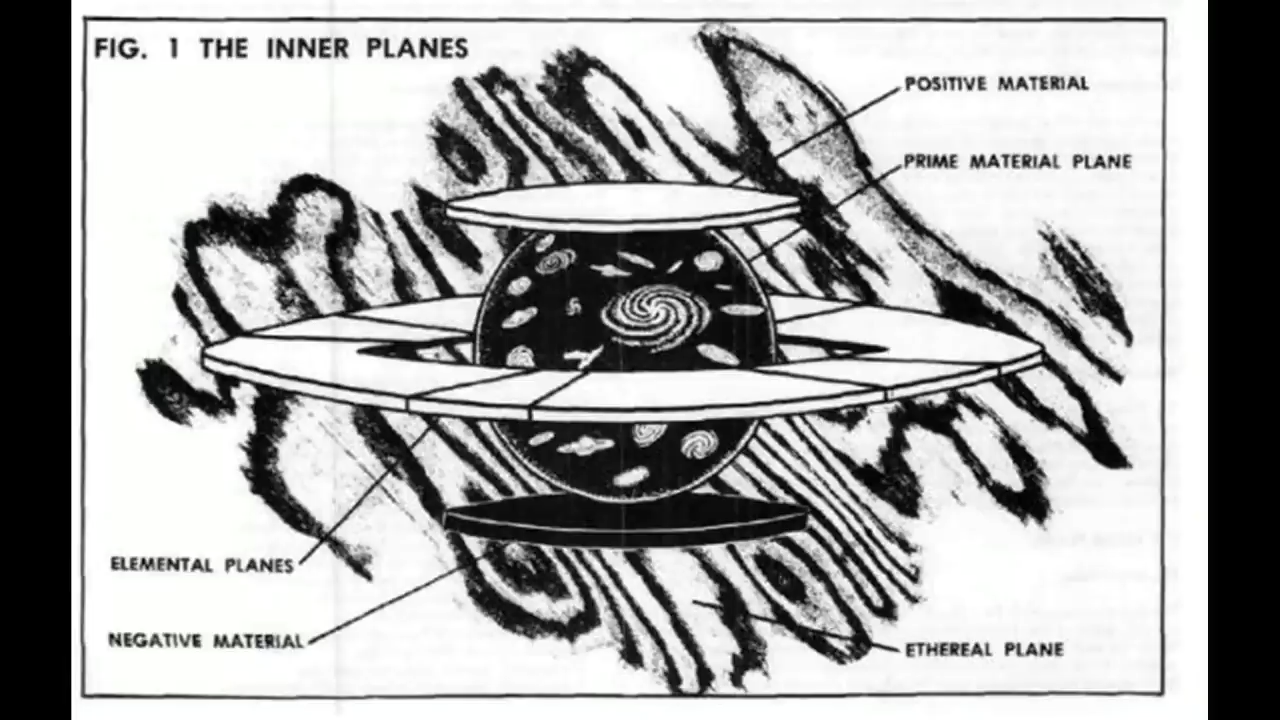 FIG. 1 THE INNER PLANES
POSITIVE MATERIAL
PRIME MATERIAL PLANE
ELEMENTAL PLANES
NEGATIVE MATERIAL
ETHEREAL PLANE